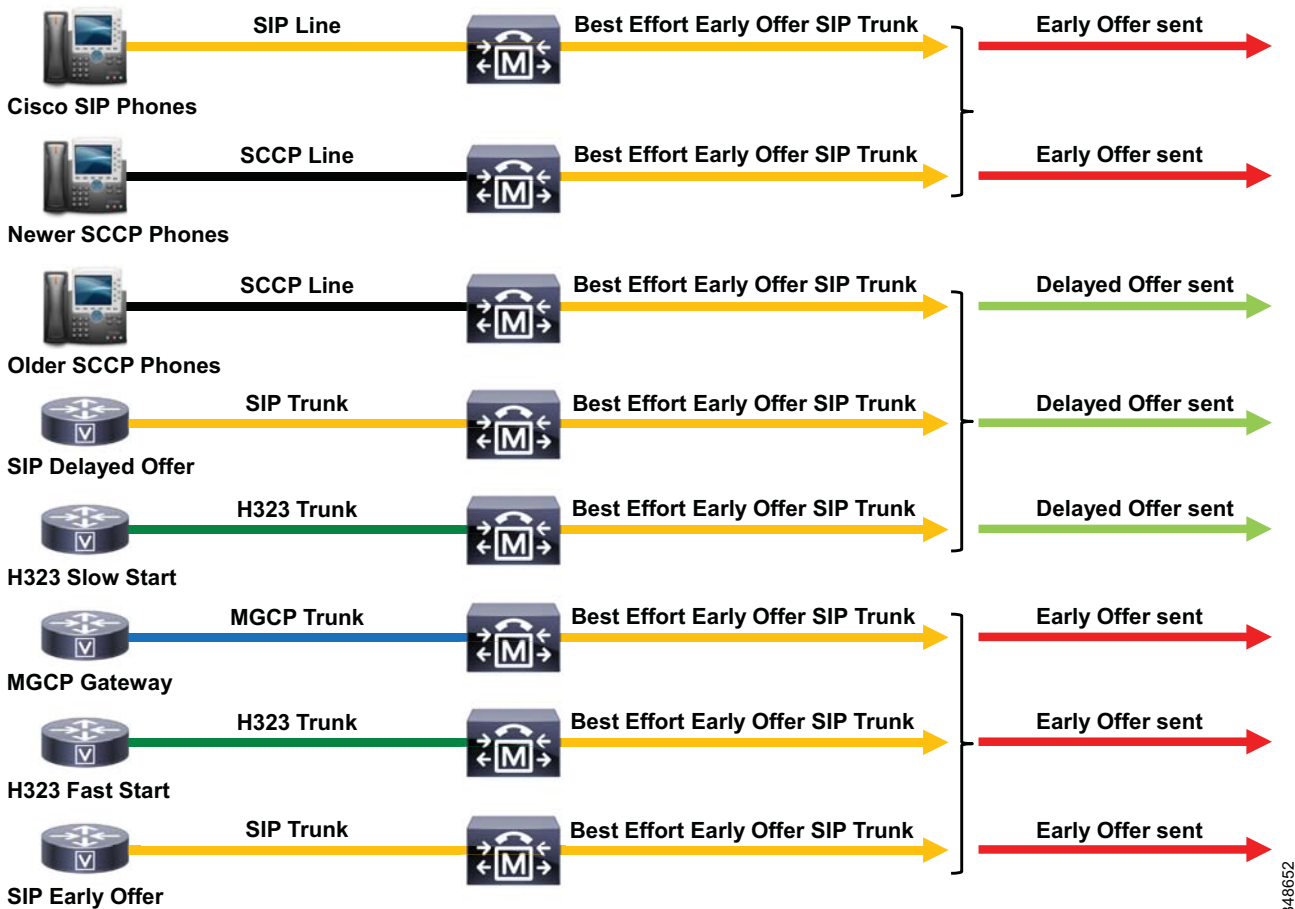 SIP Line
Best Effort Early Offer SIP Trunk
Early Offer sent
M
Cisco SIP Phones
SCCP Line
Best Effort Early Offer SIP Trunk
Early Offer sent
M
Newer SCCP Phones
SCCP Line
Best Effort Early Offer SIP Trunk
Delayed Offer sent
M
Older SCCP Phones
SIP Trunk
Best Effort Early Offer SIP Trunk
Delayed Offer sent
V
M
SIP Delayed Offer
H323 Trunk
Best Effort Early Offer SIP Trunk
Delayed Offer sent
V
M
H323 Slow Start
MGCP Trunk
Best Effort Early Offer SIP Trunk
Early Offer sent
V
M
MGCP Gateway
H323 Trunk
Best Effort Early Offer SIP Trunk
Early Offer sent
V
M
H323 Fast Start
SIP Trunk
Best Effort Early Offer SIP Trunk
Early Offer sent
V
M
SIP Early Offer
348652